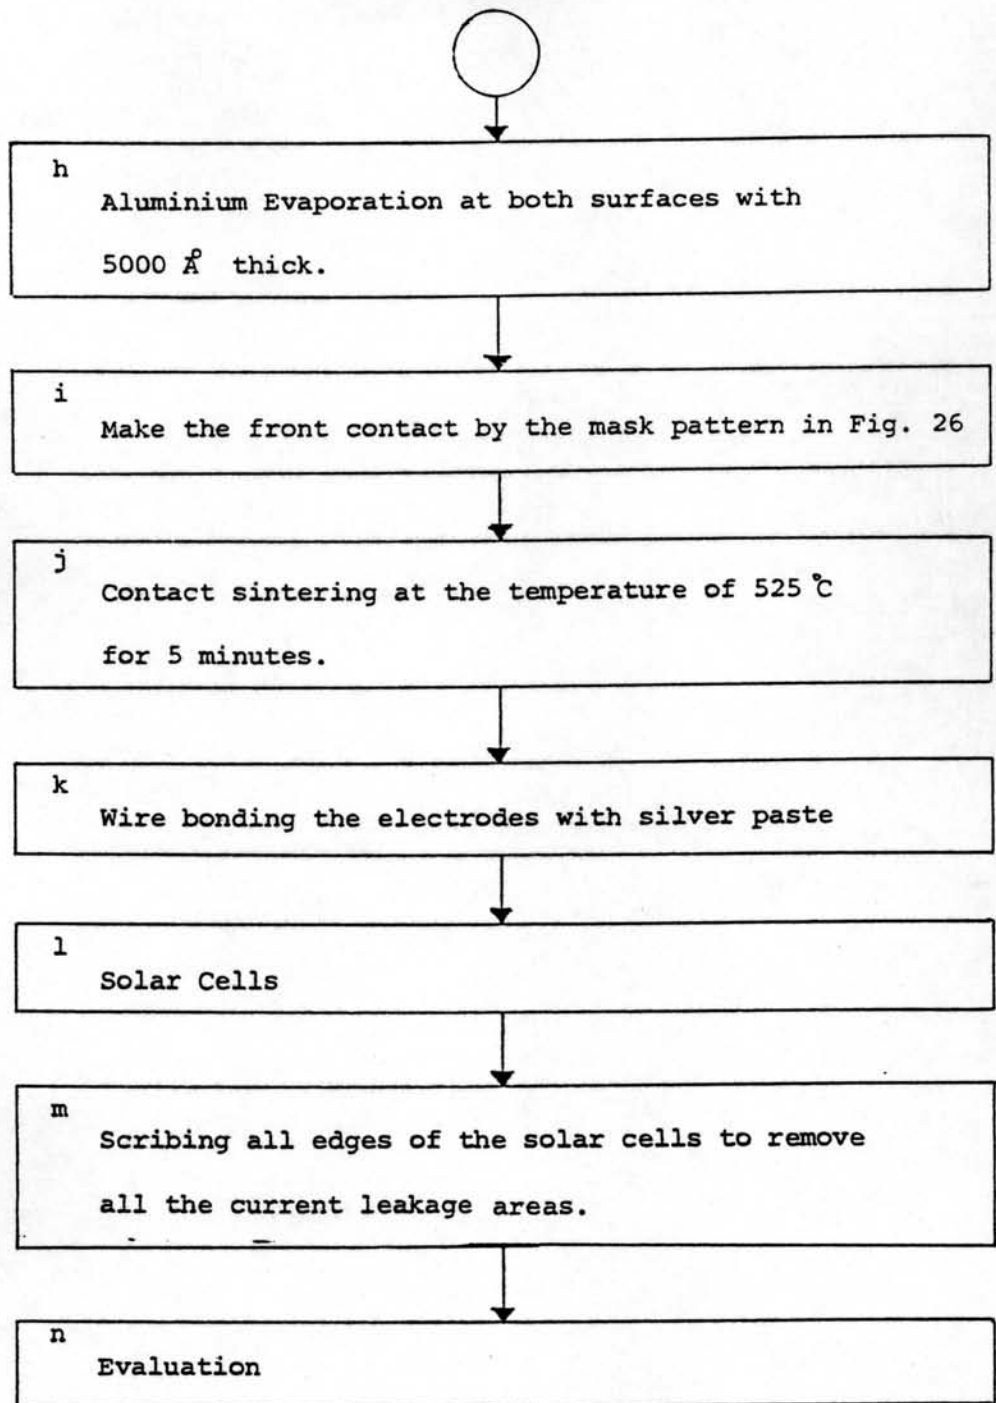 h
Aluminium Evaporation at both surfaces with
5000 Å thick.
i
Make the front contact by the mask pattern in Fig. 26
j
Contact sintering at the temperature of 525 °C
for 5 minutes.
k
Wire bonding the electrodes with silver paste
l
Solar Cells
m
Scribing all edges of the solar cells to remove
all the current leakage areas.
n
Evaluation